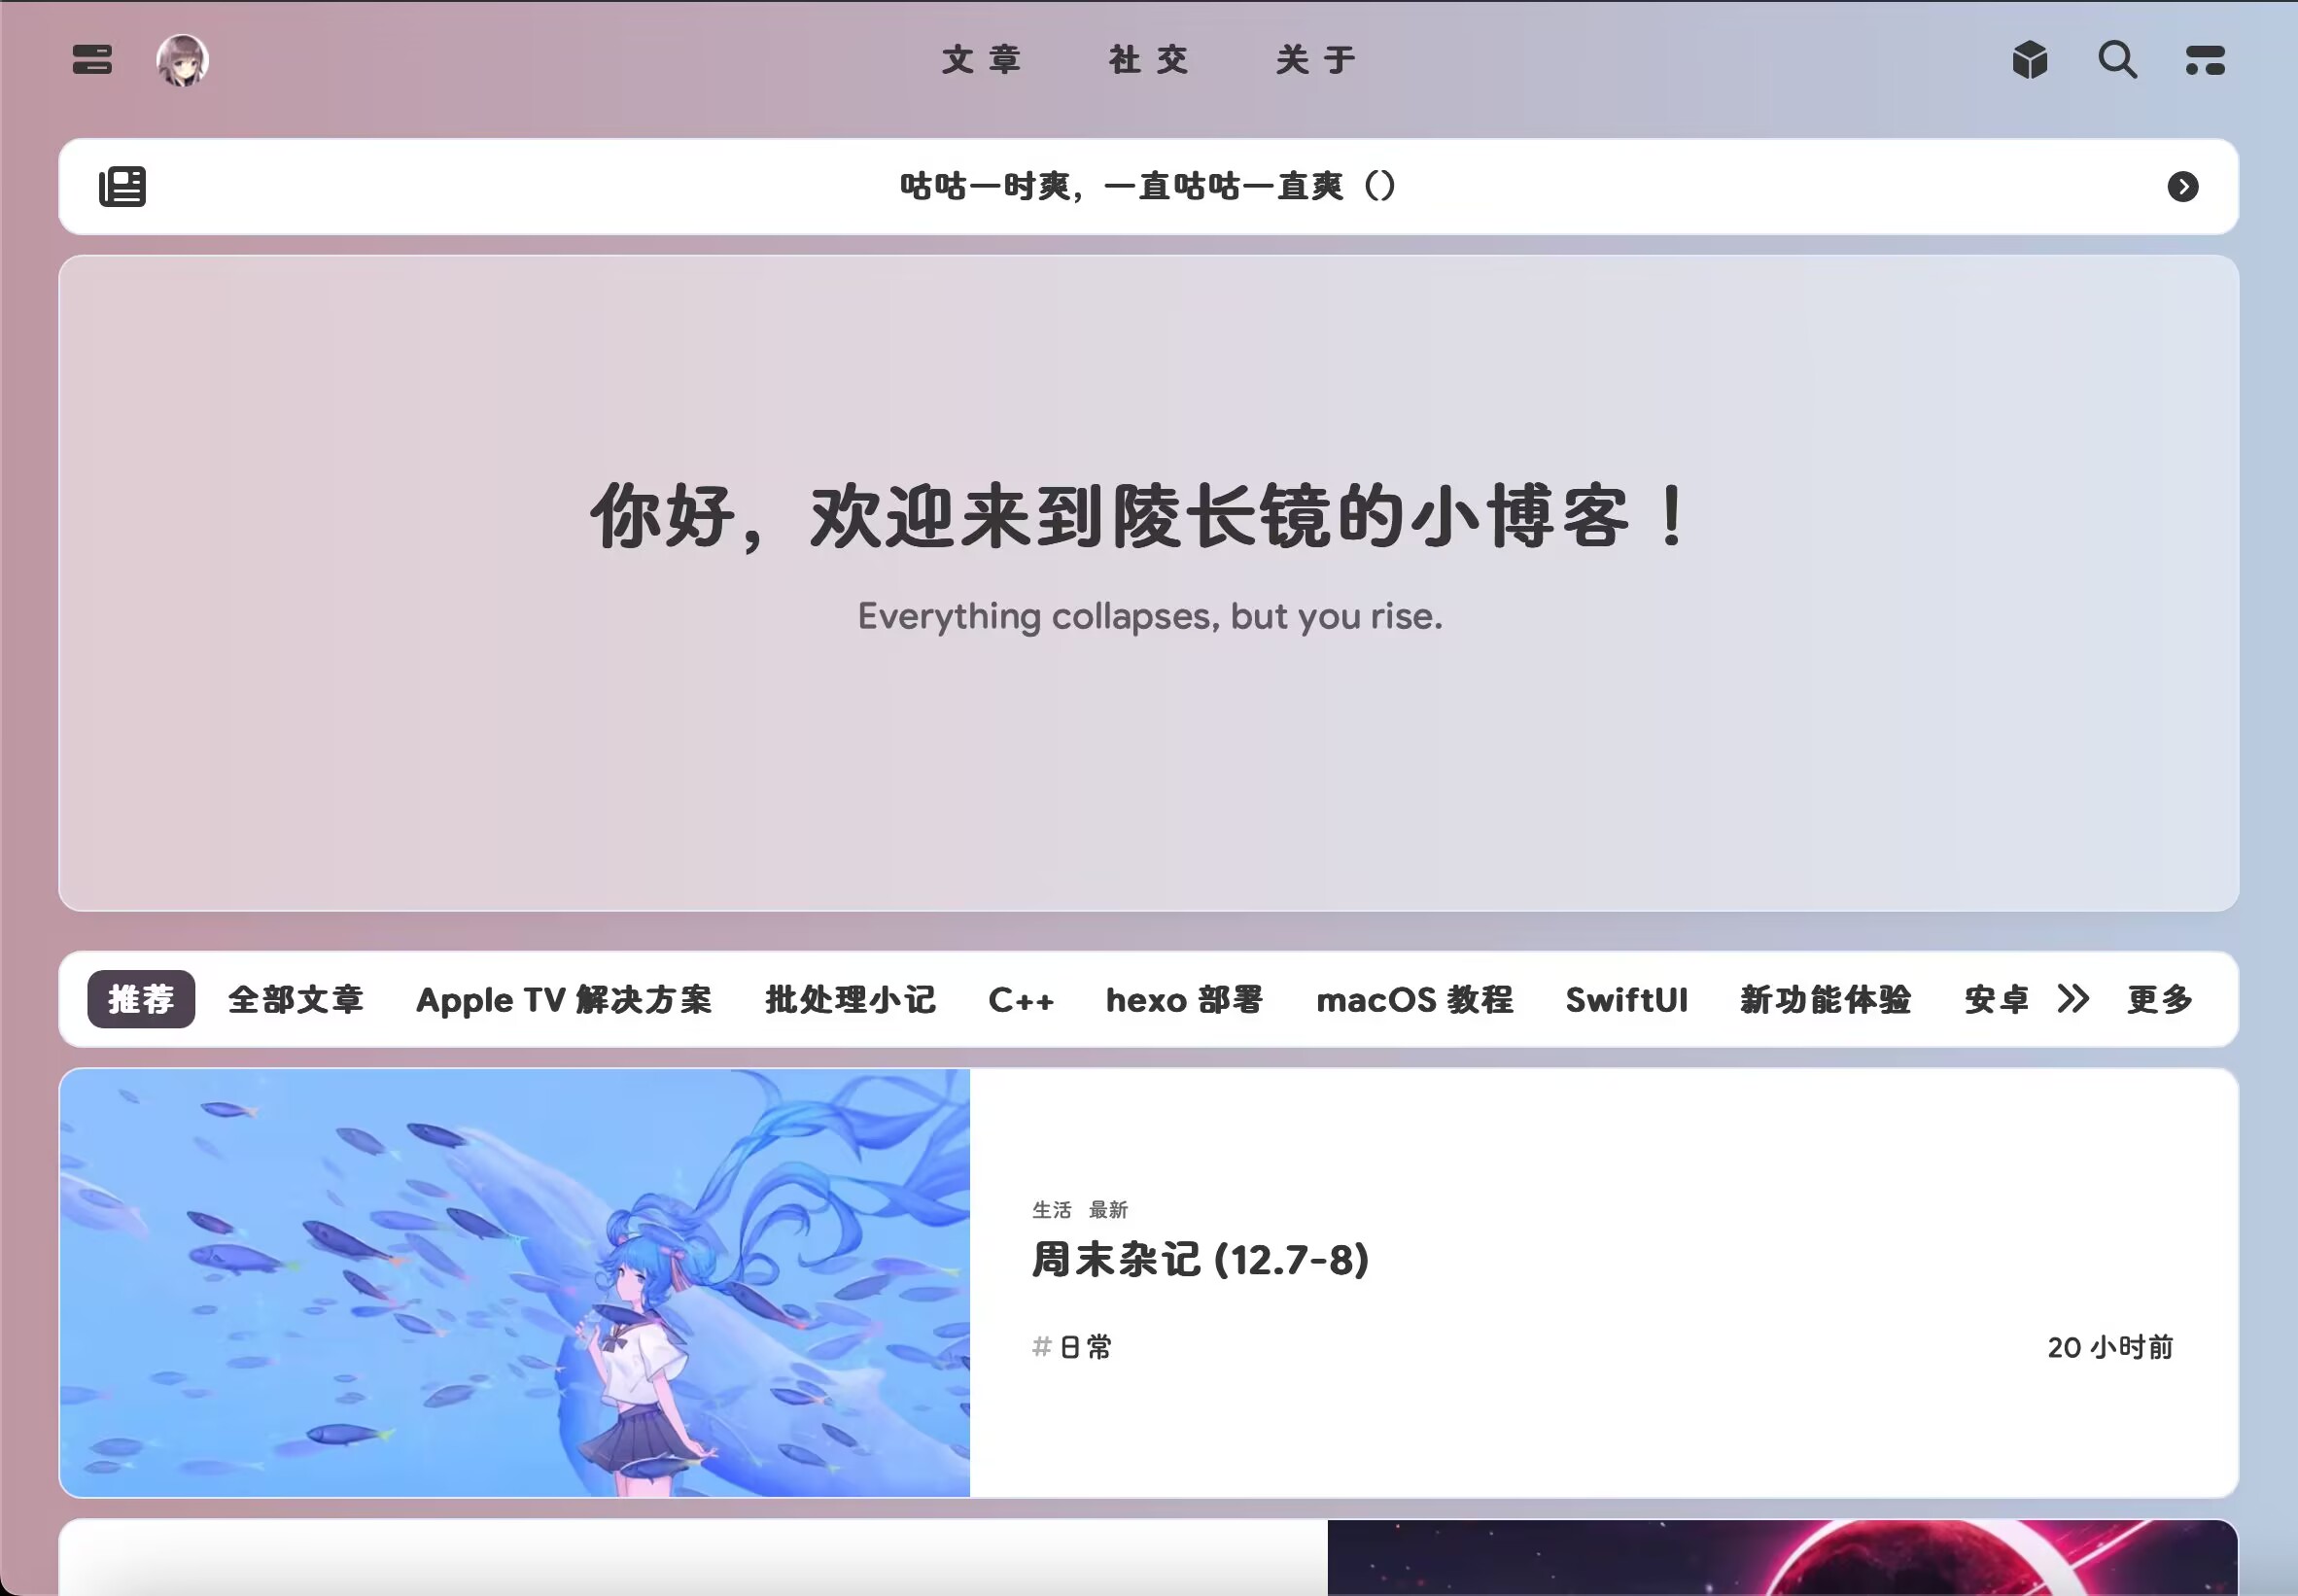 文章 社交 关于
咕咕一时爽，一直咕咕一直爽（）
你好，欢迎来到陵长镜的小博客！
Everything collapses, but you rise.
推荐 全部文章 Apple TV 解决方案 批处理小记 C++ hexo 部署 macOS 教程 SwiftUI 新功能体验 安卓 更多
生活 最新
周末杂记 (12.7-8)
#日常 20 小时前